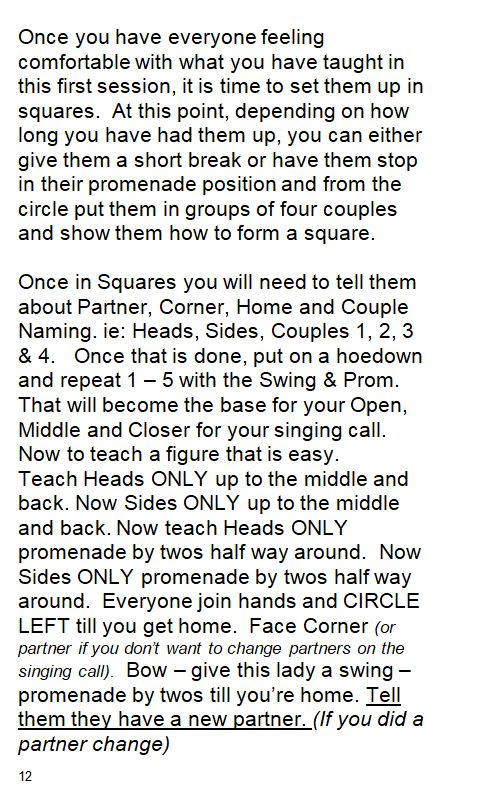 Once you have everyone feeling
comfortable with what you have taught in
this first session, it is time to set them up in
squares.  At this point, depending on how
long you have had them up, you can either
give them a short break or have them stop
in their promenade position and from the
circle put them in groups of four couples
and show them how to form a square.

Once in Squares you will need to tell them
about Partner, Corner, Home and Couple
Naming. ie: Heads, Sides, Couples 1, 2, 3
& 4.   Once that is done, put on a hoedown
and repeat 1 – 5 with the Swing & Prom.
That will become the base for your Open,
Middle and Closer for your singing call.
Now to teach a figure that is easy.
Teach Heads ONLY up to the middle and
back. Now Sides ONLY up to the middle
and back. Now teach Heads ONLY
promenade by twos half way around.  Now
Sides ONLY promenade by twos half way
around.  Everyone join hands and CIRCLE
LEFT till you get home.  Face Corner (or
partner if you don’t want to change partners on the
singing call).  Bow – give this lady a swing –
promenade by twos till you’re home. Tell
them they have a new partner. (If you did a
partner change)
12